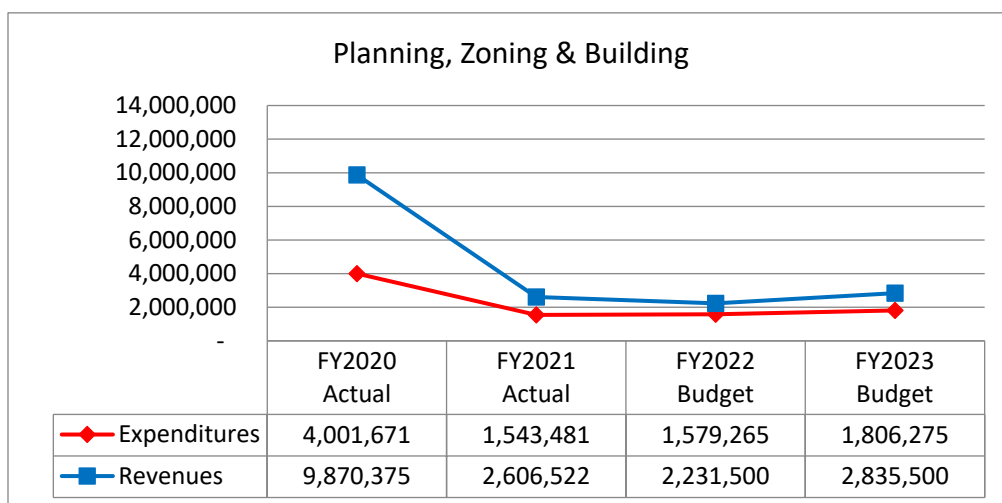 Planning, Zoning & Building
14,000,000
12,000,000
10,000,000
8,000,000
6,000,000
4,000,000
2,000,000
-
FY2020 FY2021 FY2022 FY2023
Actual Actual Budget Budget
Expenditures 4,001,671 1,543,481 1,579,265 1,806,275
Revenues 9,870,375 2,606,522 2,231,500 2,835,500